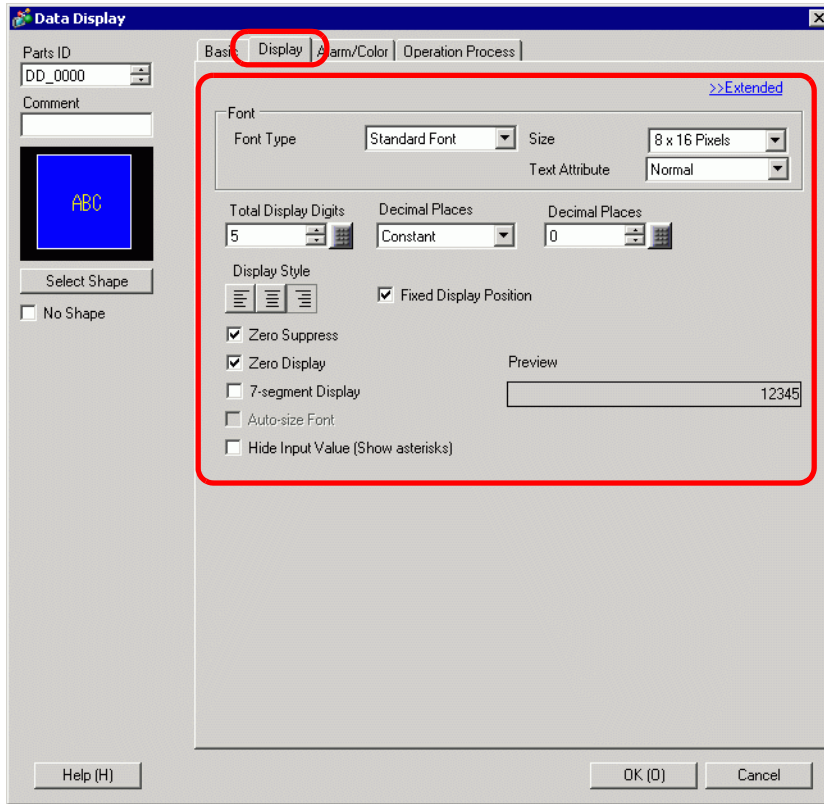 Data Display
Parts ID
DD_0000
Comment
ABC
Select Shape
No Shape
Basic Display Alarm/Color Operation Process
>>Extended
Font
Font Type Standard Font Size 8 x 16 Pixels
Text Attribute Normal
Total Display Digits Decimal Places Decimal Places
5 Constant 0
Display Style
Fixed Display Position
Zero Suppress
Zero Display Preview
7-segment Display 12345
Auto-size Font
Hide Input Value (Show asterisks)
Help (H) OK (O) Cancel